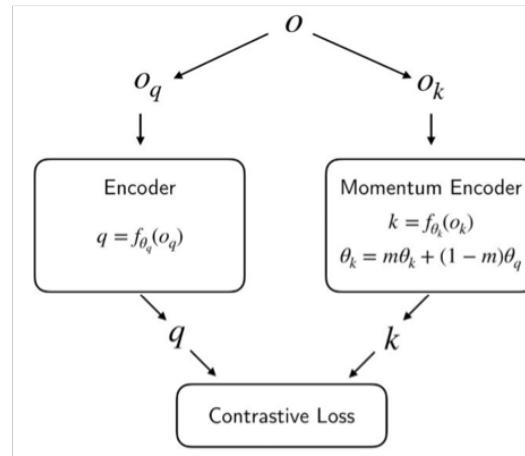 o
o_q
o_k
Encoder
q = f_{θ_q}(o_q)
Momentum Encoder
k = f_{θ_k}(o_k)
θ_k = mθ_k + (1 − m)θ_q
q
k
Contrastive Loss